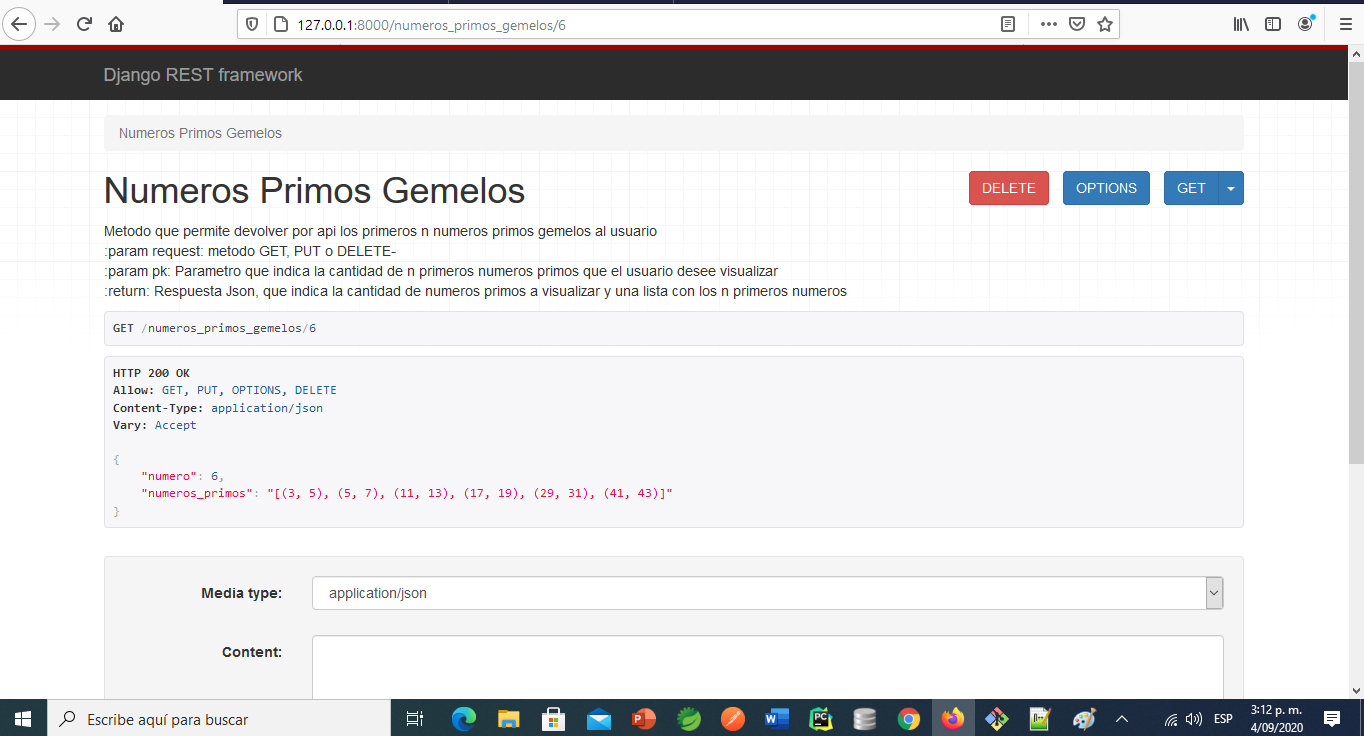 127.0.0.1:8000/numeros_primos_gemelos/6
Django REST framework
Numeros Primos Gemelos
Numeros Primos Gemelos
DELETE
OPTIONS
GET
Metodo que permite devolver por api los primeros n numeros primos gemelos al usuario
:param request: metodo GET, PUT o DELETE-
:param pk: Parametro que indica la cantidad de n primeros numeros primos que el usuario desee visualizar
:return: Respuesta Json, que indica la cantidad de numeros primos a visualizar y una lista con los n primeros numeros
GET /numeros_primos_gemelos/6
HTTP 200 OK
Allow: GET, PUT, OPTIONS, DELETE
Content-Type: application/json
Vary: Accept
{
"numero": 6,
"numeros_primos": "[(3, 5), (5, 7), (11, 13), (17, 19), (29, 31), (41, 43)]"
}
Media type:
application/json
Content:
Escribe aquí para buscar
ESP
3:12 p. m.
4/09/2020